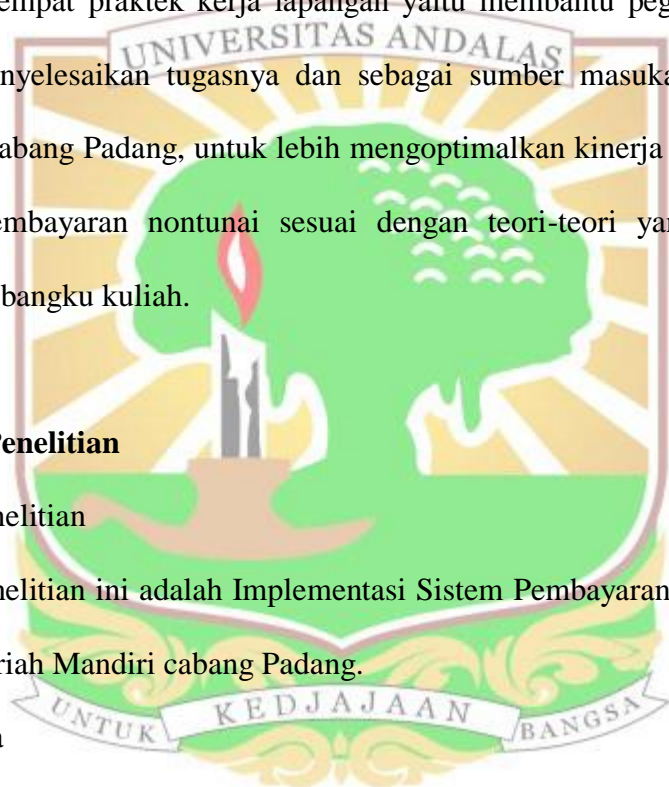 empat praktek kerja lapangan yaitu membantu peg
UNIVERSITAS ANDALAS
nyelesaikan tugasnya dan sebagai sumber masuka
abang Padang, untuk lebih mengoptimalkan kinerja
embayaran nontunai sesuai dengan teori-teori yan
bangku kuliah.
Penelitian
nelitian
nelitian ini adalah Implementasi Sistem Pembayaran
riah Mandiri cabang Padang.
UNTUK KEDJAJAAN BANGSA
a